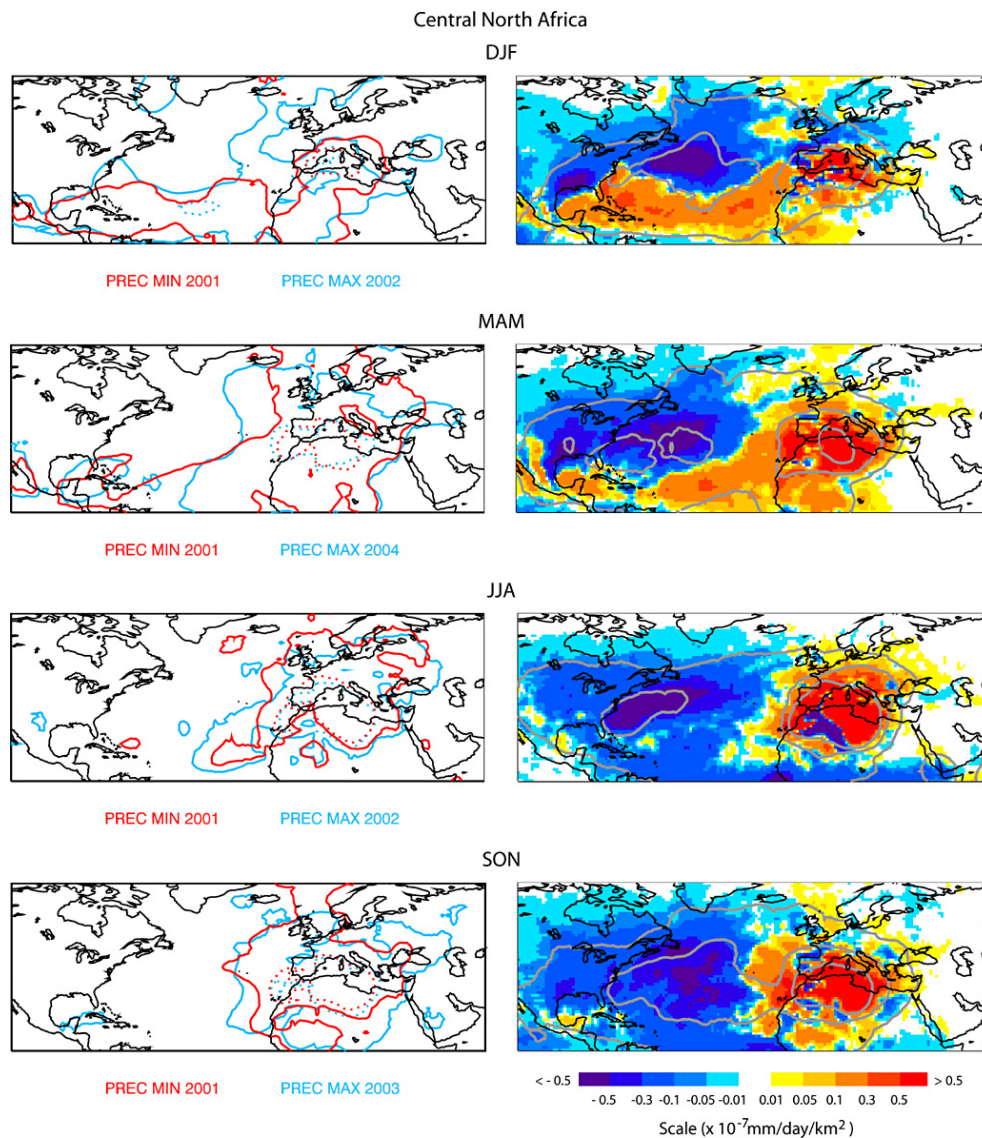 Central North Africa
DJF
PREC MIN 2001 PREC MAX 2002
MAM
PREC MIN 2001 PREC MAX 2004
JJA
PREC MIN 2001 PREC MAX 2002
SON
PREC MIN 2001 PREC MAX 2003
< - 0.5 > 0.5
- 0.5 -0.3 -0.1 -0.05 -0.01 0.01 0.05 0.1 0.3 0.5
Scale (x 10⁻⁷mm/day/km²)